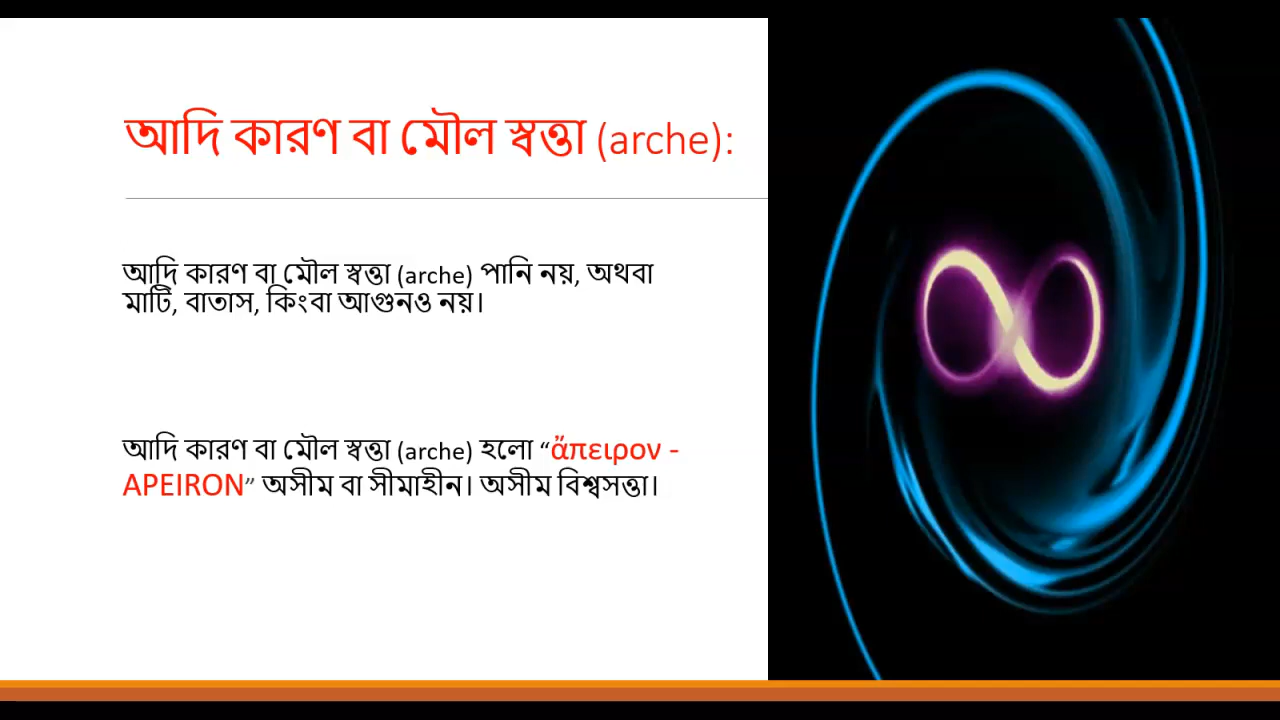 আদি কারণ বা মৌল স্বত্তা (arche):
আদি কারণ বা মৌল স্বত্তা (arche) পানি নয়, অথবা
মাটি, বাতাস, কিংবা আগুনও নয়।
আদি কারণ বা মৌল স্বত্তা (arche) হলো “ἄπειρον -
APEIRON” অসীম বা সীমাহীন। অসীম বিশ্বসত্তা।